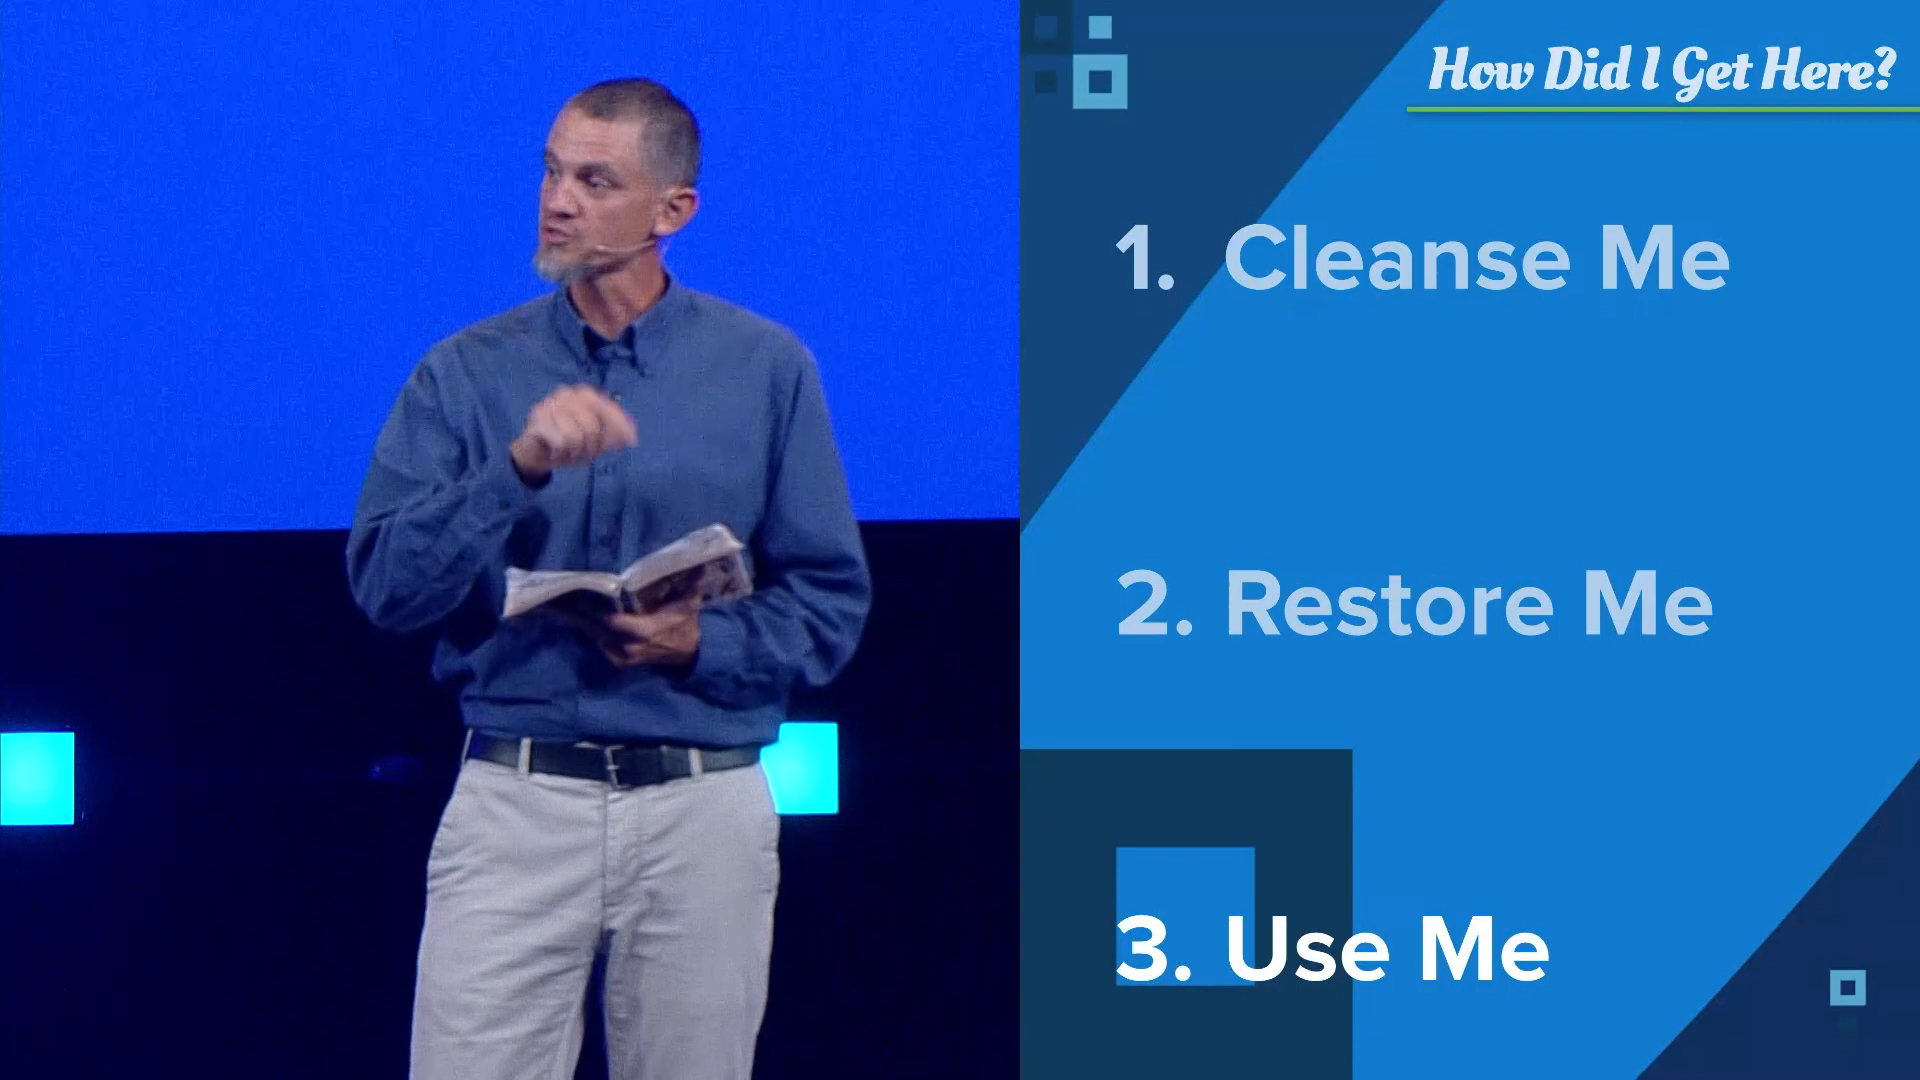 How Did I Get Here?
1. Cleanse Me
2. Restore Me
3. Use Me